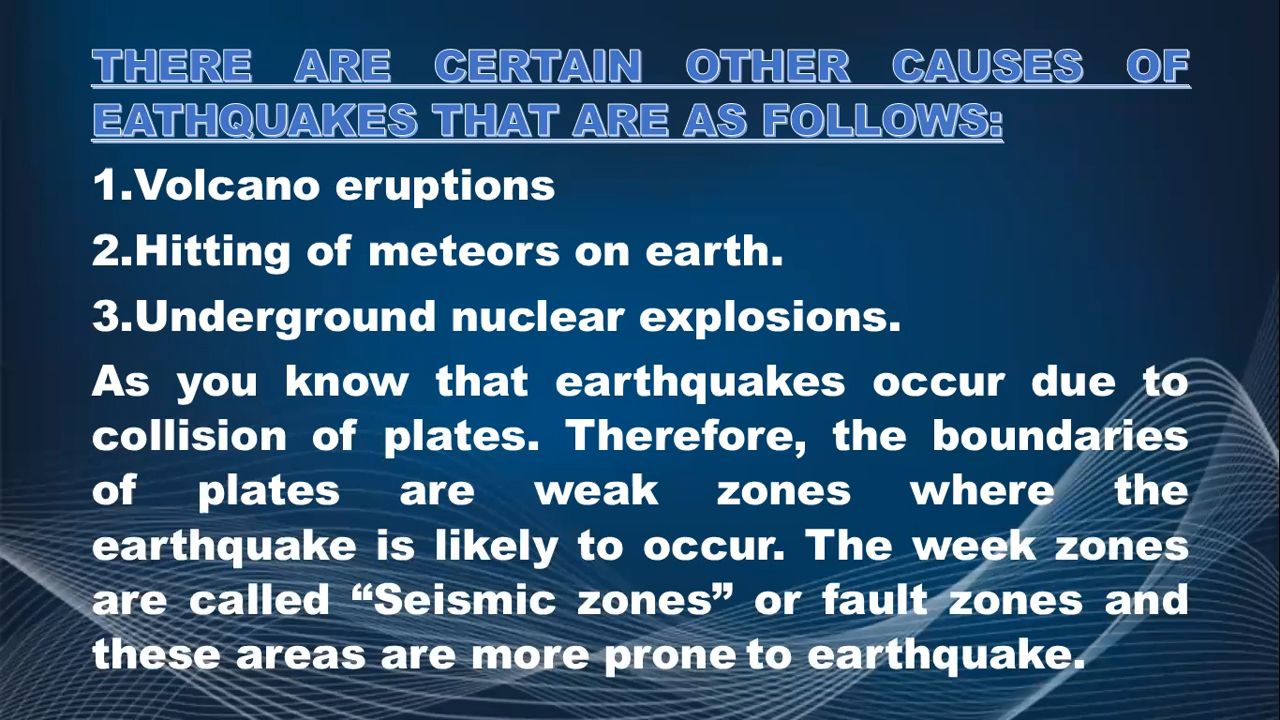 THERE ARE CERTAIN OTHER CAUSES OF
EATHQUAKES THAT ARE AS FOLLOWS:
1.Volcano eruptions
2.Hitting of meteors on earth.
3.Underground nuclear explosions.
As you know that earthquakes occur due to
collision of plates. Therefore, the boundaries
of plates are weak zones where the
earthquake is likely to occur. The week zones
are called “Seismic zones” or fault zones and
these areas are more prone to earthquake.